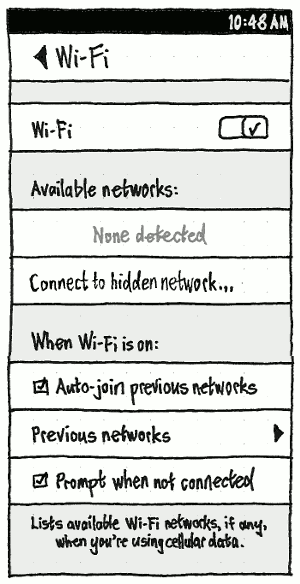 10:48 AM
Wi-Fi
Wi-Fi
Available networks:
None detected
Connect to hidden network...
When Wi-Fi is on:
Auto-join previous networks
Previous networks
Prompt when not connected
Lists available Wi-Fi networks, if any,
when you're using cellular data.